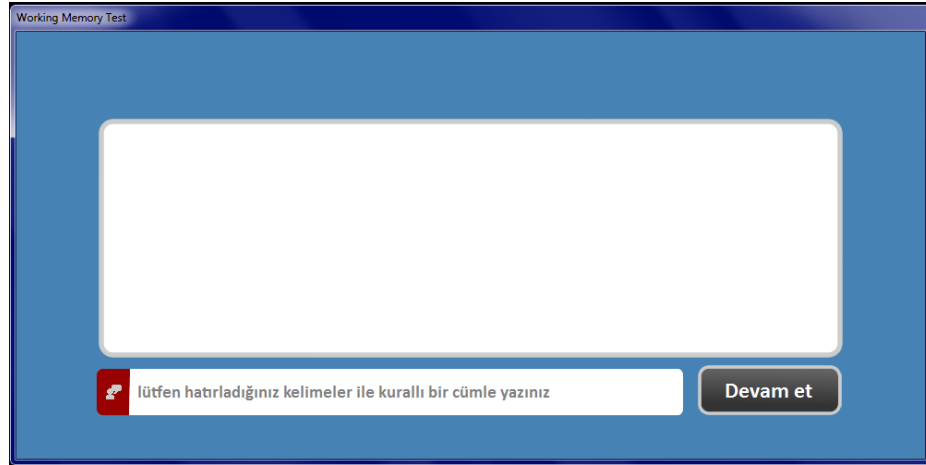 Working Memory Test
lütfen hatırladığınız kelimeler ile kurallı bir cümle yazınız
Devam et